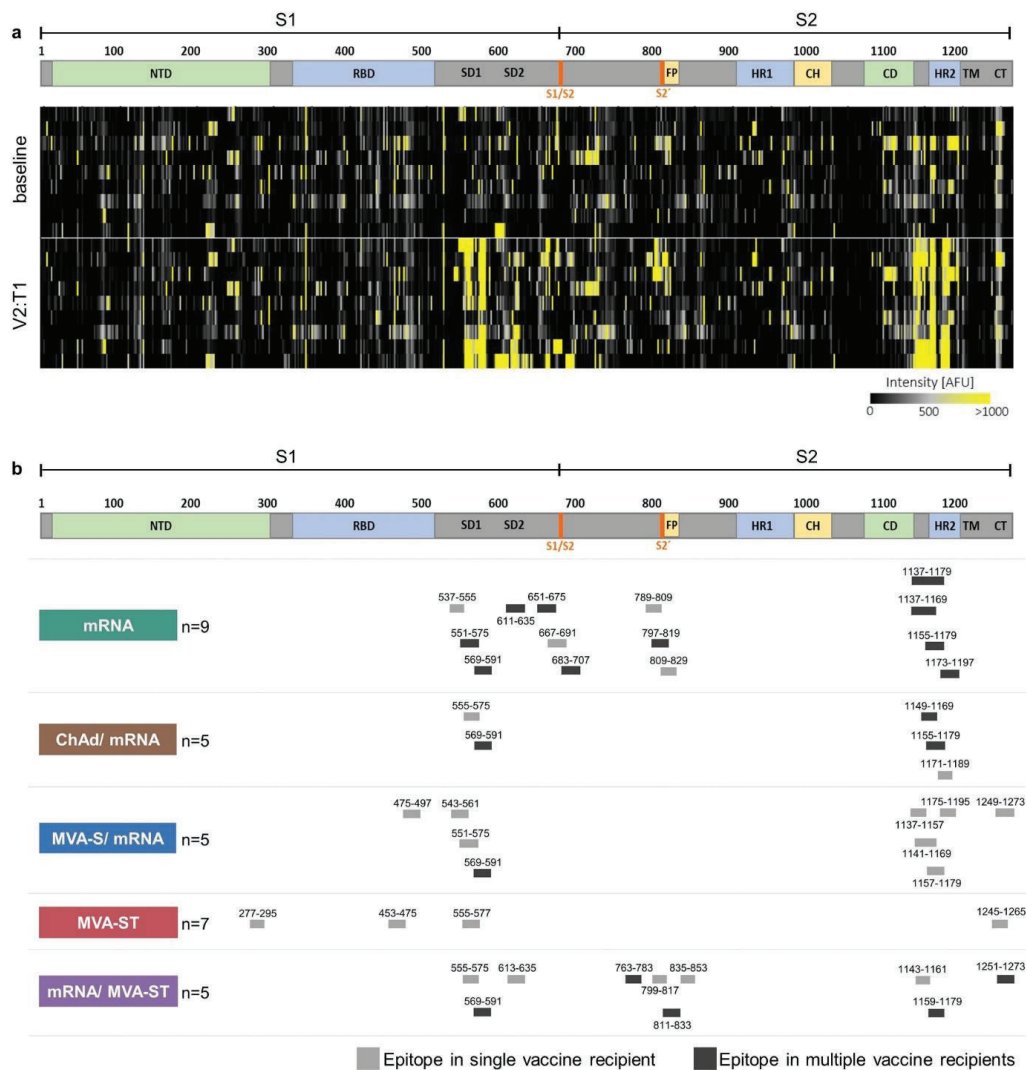 a
S1 S2
1 100 200 300 400 500 600 700 800 900 1000 1100 1200
NTD RBD SD1 SD2 FP HR1 CH CD HR2 TM CT
S1/S2 S2´
baseline
V2:T1
Intensity [AFU]
0 500 >1000
b
S1 S2
1 100 200 300 400 500 600 700 800 900 1000 1100 1200
NTD RBD SD1 SD2 FP HR1 CH CD HR2 TM CT
S1/S2 S2´
mRNA n=9
1137-1179
537-555 651-675 789-809 1137-1169
611-635
551-575 667-691 797-819 1155-1179
569-591 683-707 809-829 1173-1197
ChAd/ mRNA n=5
555-575 1149-1169
569-591 1155-1179
1171-1189
MVA-S/ mRNA n=5
475-497 543-561 1175-1195 1249-1273
551-575 1137-1157
569-591 1141-1169
1157-1179
MVA-ST n=7
277-295 453-475 555-577 1245-1265
mRNA/ MVA-ST n=5
555-575 613-635 763-783 835-853 1143-1161 1251-1273
799-817
569-591 1159-1179
811-833
Epitope in single vaccine recipient Epitope in multiple vaccine recipients